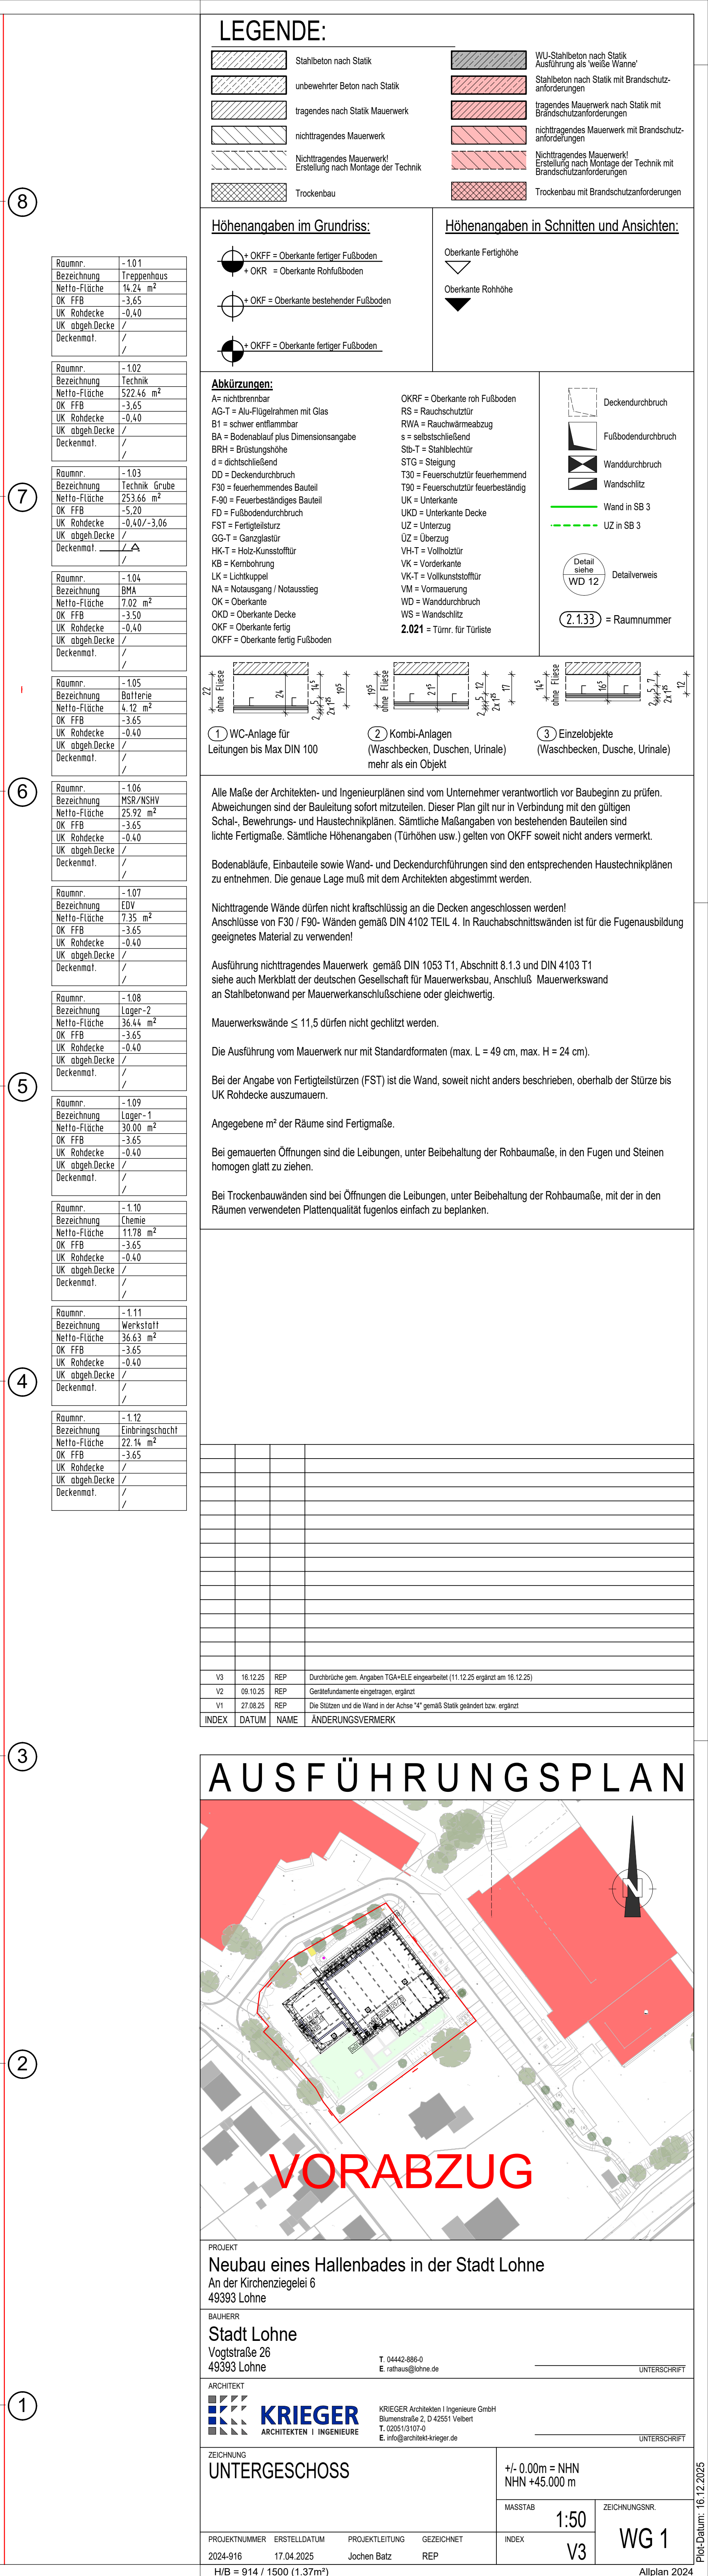 LEGENDE:
Stahlbeton nach Statik
unbewehrter Beton nach Statik
tragendes nach Statik Mauerwerk
nichttragendes Mauerwerk
Nichttragendes Mauerwerk!
Erstellung nach Montage der Technik
Trockenbau
WU-Stahlbeton nach Statik
Ausführung als 'weiße Wanne'
Stahlbeton nach Statik mit Brandschutz-
anforderungen
tragendes Mauerwerk nach Statik mit
Brandschutzanforderungen
nichttragendes Mauerwerk mit Brandschutz-
anforderungen
Nichttragendes Mauerwerk!
Erstellung nach Montage der Technik mit
Brandschutzanforderungen
Trockenbau mit Brandschutzanforderungen
Höhenangaben im Grundriss:
+ OKFF = Oberkante fertiger Fußboden
+ OKR = Oberkante Rohfußboden
+ OKF = Oberkante bestehender Fußboden
+ OKFF = Oberkante fertiger Fußboden
Höhenangaben in Schnitten und Ansichten:
Oberkante Fertighöhe
Oberkante Rohhöhe
Abkürzungen:
A= nichtbrennbar
AG-T = Alu-Flügelrahmen mit Glas
B1 = schwer entflammbar
BA = Bodenablauf plus Dimensionsangabe
BRH = Brüstungshöhe
d = dichtschließend
DD = Deckendurchbruch
F30 = feuerhemmendes Bauteil
F-90 = Feuerbeständiges Bauteil
FD = Fußbodendurchbruch
FST = Fertigteilsturz
GG-T = Ganzglastür
HK-T = Holz-Kunsstofftür
KB = Kernbohrung
LK = Lichtkuppel
NA = Notausgang / Notausstieg
OK = Oberkante
OKD = Oberkante Decke
OKF = Oberkante fertig
OKFF = Oberkante fertig Fußboden
OKRF = Oberkante roh Fußboden
RS = Rauchschutztür
RWA = Rauchwärmeabzug
s = selbstschließend
Stb-T = Stahlblechtür
STG = Steigung
T30 = Feuerschutztür feuerhemmend
T90 = Feuerschutztür feuerbeständig
UK = Unterkante
UKD = Unterkante Decke
UZ = Unterzug
ÜZ = Überzug
VH-T = Vollholztür
VK = Vorderkante
VK-T = Vollkunststofftür
VM = Vormauerung
WD = Wanddurchbruch
WS = Wandschlitz
2.021 = Türnr. für Türliste
Deckendurchbruch
Fußbodendurchbruch
Wanddurchbruch
Wandschlitz
Wand in SB 3
UZ in SB 3
Detail
siehe
WD 12
Detailverweis
2.1.33 = Raumnummer
22
ohne Fliese
24
2 5 14⁵
2x1²⁵
19⁵
1 WC-Anlage für
Leitungen bis Max DIN 100
19⁵
ohne Fliese
21⁵
2 5 12
2x1²⁵
17
2 Kombi-Anlagen
(Waschbecken, Duschen, Urinale)
mehr als ein Objekt
14⁵
ohne Fliese
16⁵
2 5 7
2x1²⁵
12
3 Einzelobjekte
(Waschbecken, Dusche, Urinale)
Alle Maße der Architekten- und Ingenieurplänen sind vom Unternehmer verantwortlich vor Baubeginn zu prüfen.
Abweichungen sind der Bauleitung sofort mitzuteilen. Dieser Plan gilt nur in Verbindung mit den gültigen
Schal-, Bewehrungs- und Haustechnikplänen. Sämtliche Maßangaben von bestehenden Bauteilen sind
lichte Fertigmaße. Sämtliche Höhenangaben (Türhöhen usw.) gelten von OKFF soweit nicht anders vermerkt.
Bodenabläufe, Einbauteile sowie Wand- und Deckendurchführungen sind den entsprechenden Haustechnikplänen
zu entnehmen. Die genaue Lage muß mit dem Architekten abgestimmt werden.
Nichttragende Wände dürfen nicht kraftschlüssig an die Decken angeschlossen werden!
Anschlüsse von F30 / F90- Wänden gemäß DIN 4102 TEIL 4. In Rauchabschnittswänden ist für die Fugenausbildung
geeignetes Material zu verwenden!
Ausführung nichttragendes Mauerwerk gemäß DIN 1053 T1, Abschnitt 8.1.3 und DIN 4103 T1
siehe auch Merkblatt der deutschen Gesellschaft für Mauerwerksbau, Anschluß Mauerwerkswand
an Stahlbetonwand per Mauerwerkanschlußschiene oder gleichwertig.
Mauerwerkswände ≤ 11,5 dürfen nicht gechlitzt werden.
Die Ausführung vom Mauerwerk nur mit Standardformaten (max. L = 49 cm, max. H = 24 cm).
Bei der Angabe von Fertigteilstürzen (FST) ist die Wand, soweit nicht anders beschrieben, oberhalb der Stürze bis
UK Rohdecke auszumauern.
Angegebene m² der Räume sind Fertigmaße.
Bei gemauerten Öffnungen sind die Leibungen, unter Beibehaltung der Rohbaumaße, in den Fugen und Steinen
homogen glatt zu ziehen.
Bei Trockenbauwänden sind bei Öffnungen die Leibungen, unter Beibehaltung der Rohbaumaße, mit der in den
Räumen verwendeten Plattenqualität fugenlos einfach zu beplanken.
8
7
6
5
4
3
2
1
Raumnr. -1.01
Bezeichnung Treppenhaus
Netto-Fläche 14.24 m²
OK FFB -3,65
UK Rohdecke -0,40
UK abgeh.Decke /
Deckenmat. /
/
Raumnr. -1.02
Bezeichnung Technik
Netto-Fläche 522.46 m²
OK FFB -3,65
UK Rohdecke -0,40
UK abgeh.Decke /
Deckenmat. /
/
Raumnr. -1.03
Bezeichnung Technik Grube
Netto-Fläche 253.66 m²
OK FFB -5,20
UK Rohdecke -0,40/-3,06
UK abgeh.Decke /
Deckenmat. /
/
Raumnr. -1.04
Bezeichnung BMA
Netto-Fläche 7.02 m²
OK FFB -3.50
UK Rohdecke -0,40
UK abgeh.Decke /
Deckenmat. /
/
Raumnr. -1.05
Bezeichnung Batterie
Netto-Fläche 4.12 m²
OK FFB -3.65
UK Rohdecke -0.40
UK abgeh.Decke /
Deckenmat. /
/
Raumnr. -1.06
Bezeichnung MSR/NSHV
Netto-Fläche 25.92 m²
OK FFB -3.65
UK Rohdecke -0.40
UK abgeh.Decke /
Deckenmat. /
/
Raumnr. -1.07
Bezeichnung EDV
Netto-Fläche 7.35 m²
OK FFB -3.65
UK Rohdecke -0.40
UK abgeh.Decke /
Deckenmat. /
/
Raumnr. -1.08
Bezeichnung Lager-2
Netto-Fläche 36.44 m²
OK FFB -3.65
UK Rohdecke -0.40
UK abgeh.Decke /
Deckenmat. /
/
Raumnr. -1.09
Bezeichnung Lager-1
Netto-Fläche 30.00 m²
OK FFB -3.65
UK Rohdecke -0.40
UK abgeh.Decke /
Deckenmat. /
/
Raumnr. -1.10
Bezeichnung Chemie
Netto-Fläche 11.78 m²
OK FFB -3.65
UK Rohdecke -0.40
UK abgeh.Decke /
Deckenmat. /
/
Raumnr. -1.11
Bezeichnung Werkstatt
Netto-Fläche 36.63 m²
OK FFB -3.65
UK Rohdecke -0.40
UK abgeh.Decke /
Deckenmat. /
/
Raumnr. -1.12
Bezeichnung Einbringschacht
Netto-Fläche 22.14 m²
OK FFB -3.65
UK Rohdecke /
UK abgeh.Decke /
Deckenmat. /
/
V3 16.12.25 REP Durchbrüche gem. Angaben TGA+ELE eingearbeitet (11.12.25 ergänzt am 16.12.25)
V2 09.10.25 REP Gerätefundamente eingetragen, ergänzt
V1 27.08.25 REP Die Stützen und die Wand in der Achse "4" gemäß Statik geändert bzw. ergänzt
INDEX DATUM NAME ÄNDERUNGSVERMERK
AUSFÜHRUNGSPLAN
N
VORABZUG
PROJEKT
Neubau eines Hallenbades in der Stadt Lohne
An der Kirchenziegelei 6
49393 Lohne
BAUHERR
Stadt Lohne
Vogtstraße 26
49393 Lohne
T. 04442-886-0
E. rathaus@lohne.de
UNTERSCHRIFT
ARCHITEKT
KRIEGER
ARCHITEKTEN I INGENIEURE
KRIEGER Architekten I Ingenieure GmbH
Blumenstraße 2, D 42551 Velbert
T. 02051/3107-0
E. info@architekt-krieger.de
UNTERSCHRIFT
ZEICHNUNG
UNTERGESCHOSS
+/- 0.00m = NHN
NHN +45.000 m
MASSTAB
1:50
ZEICHNUNGSNR.
WG 1
PROJEKTNUMMER ERSTELLDATUM PROJEKTLEITUNG GEZEICHNET
2024-916 17.04.2025 Jochen Batz REP
INDEX
V3
Plot-Datum: 16.12.2025
H/B = 914 / 1500 (1.37m²)
Allplan 2024